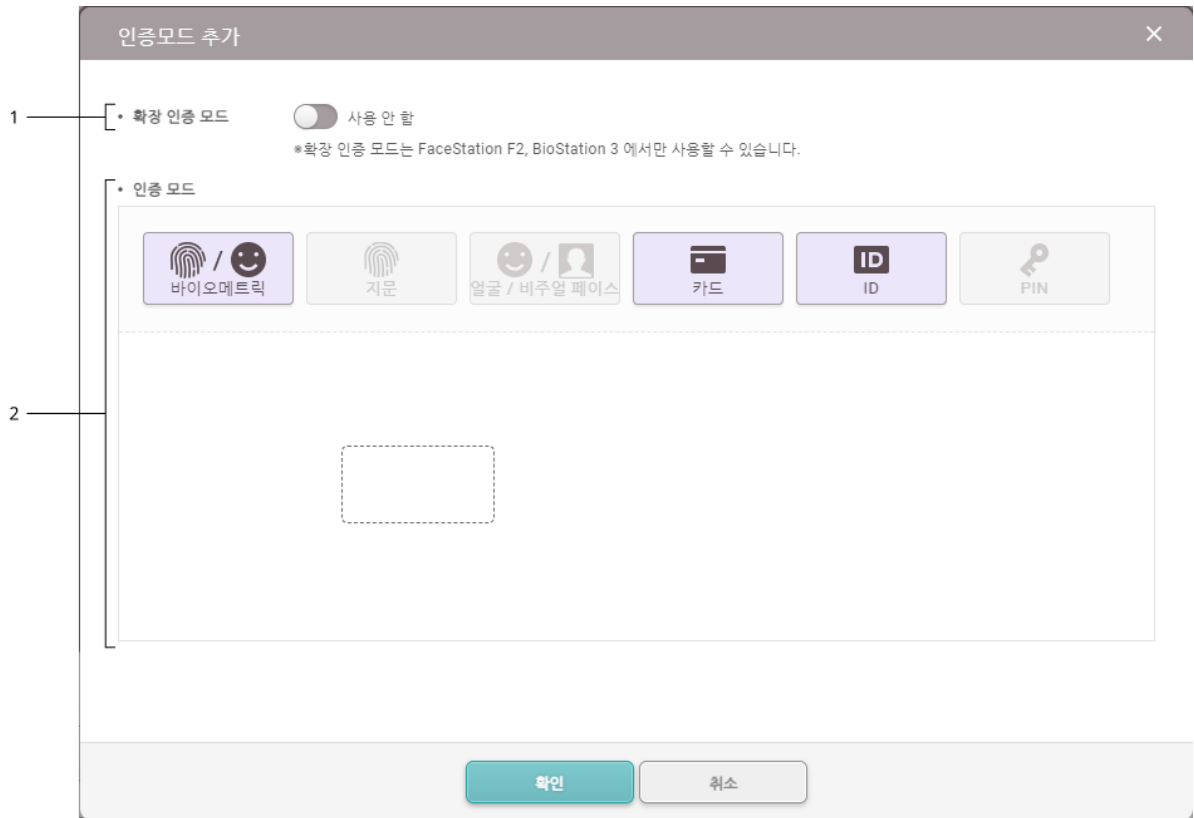 인증모드 추가
1
• 확장 인증 모드
사용 안 함
※확장 인증 모드는 FaceStation F2, BioStation 3 에서만 사용할 수 있습니다.
• 인증 모드
/
바이오메트릭
지문
/
얼굴 / 비주얼 페이스
카드
ID
ID
PIN
2
확인
취소